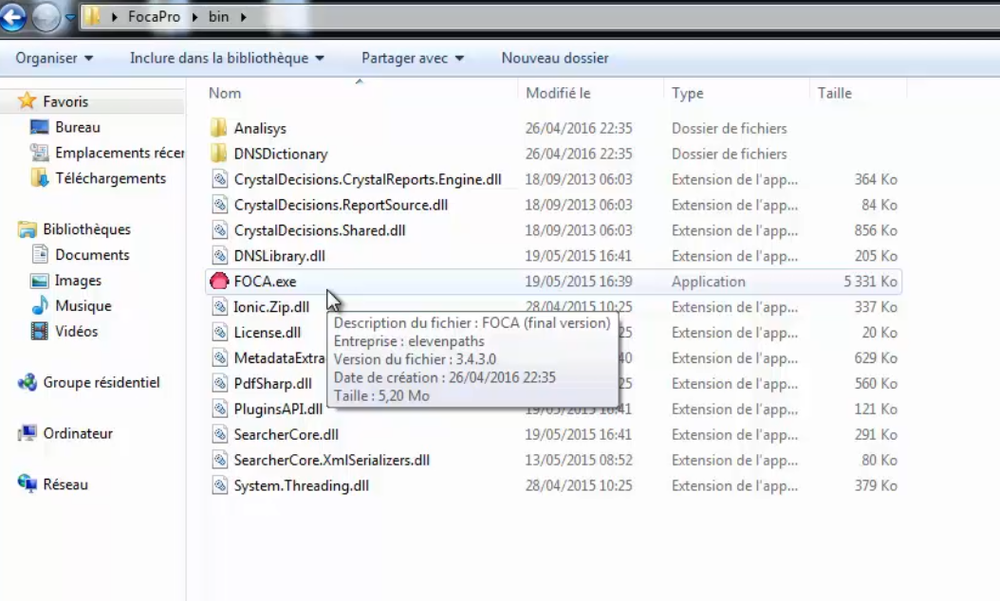 FocaPro bin
Organiser Inclure dans la bibliothèque Partager avec Nouveau dossier
Favoris
Bureau
Emplacements récer
Téléchargements
Bibliothèques
Documents
Images
Musique
Vidéos
Groupe résidentiel
Ordinateur
Réseau
Nom Modifié le Type Taille
Analisys 26/04/2016 22:35 Dossier de fichiers
DNSDictionary 26/04/2016 22:35 Dossier de fichiers
CrystalDecisions.CrystalReports.Engine.dll 18/09/2013 06:03 Extension de l'app... 364 Ko
CrystalDecisions.ReportSource.dll 18/09/2013 06:03 Extension de l'app... 84 Ko
CrystalDecisions.Shared.dll 18/09/2013 06:03 Extension de l'app... 856 Ko
DNSLibrary.dll 19/05/2015 16:41 Extension de l'app... 205 Ko
FOCA.exe 19/05/2015 16:39 Application 5 331 Ko
Ionic.Zip.dll 28/04/2015 10:25 Extension de l'app... 337 Ko
License.dll 25 Extension de l'app... 20 Ko
MetadataExtra 40 Extension de l'app... 629 Ko
PdfSharp.dll 25 Extension de l'app... 560 Ko
PluginsAPI.dll 19/05/2015 16:41 Extension de l'app... 121 Ko
SearcherCore.dll 19/05/2015 16:41 Extension de l'app... 291 Ko
SearcherCore.XmlSerializers.dll 13/05/2015 08:52 Extension de l'app... 80 Ko
System.Threading.dll 28/04/2015 10:25 Extension de l'app... 379 Ko
Description du fichier : FOCA (final version)
Entreprise : elevenpaths
Version du fichier : 3.4.3.0
Date de création : 26/04/2016 22:35
Taille : 5,20 Mo